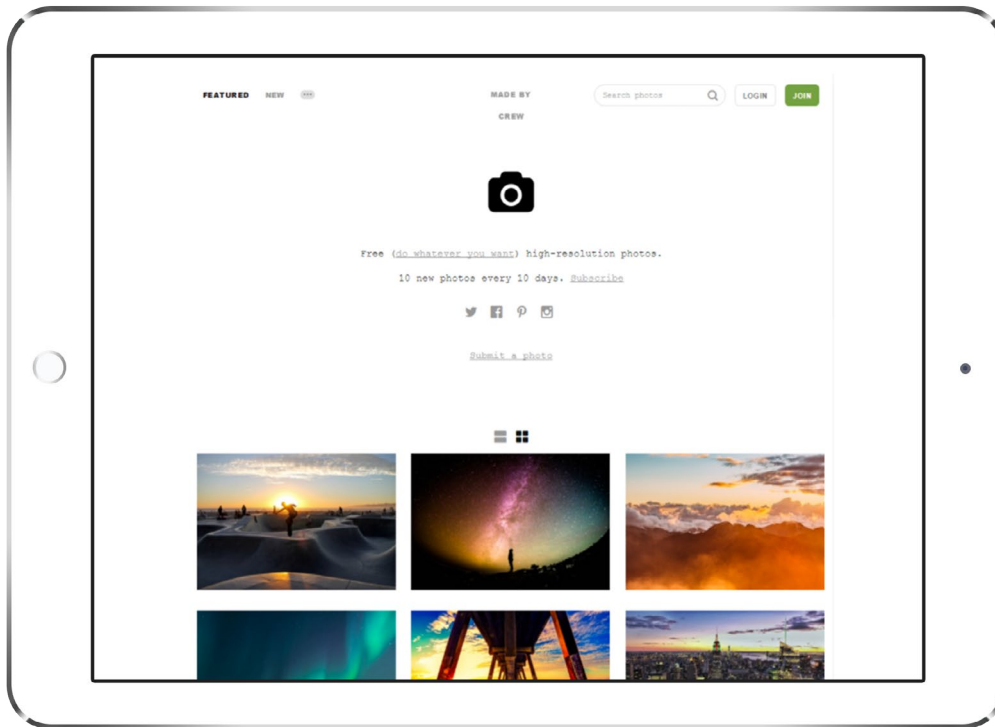 FEATURED NEW
MADE BY
CREW
Search photos
LOGIN
JOIN
Free (do whatever you want) high-resolution photos.
10 new photos every 10 days. Subscribe
Submit a photo